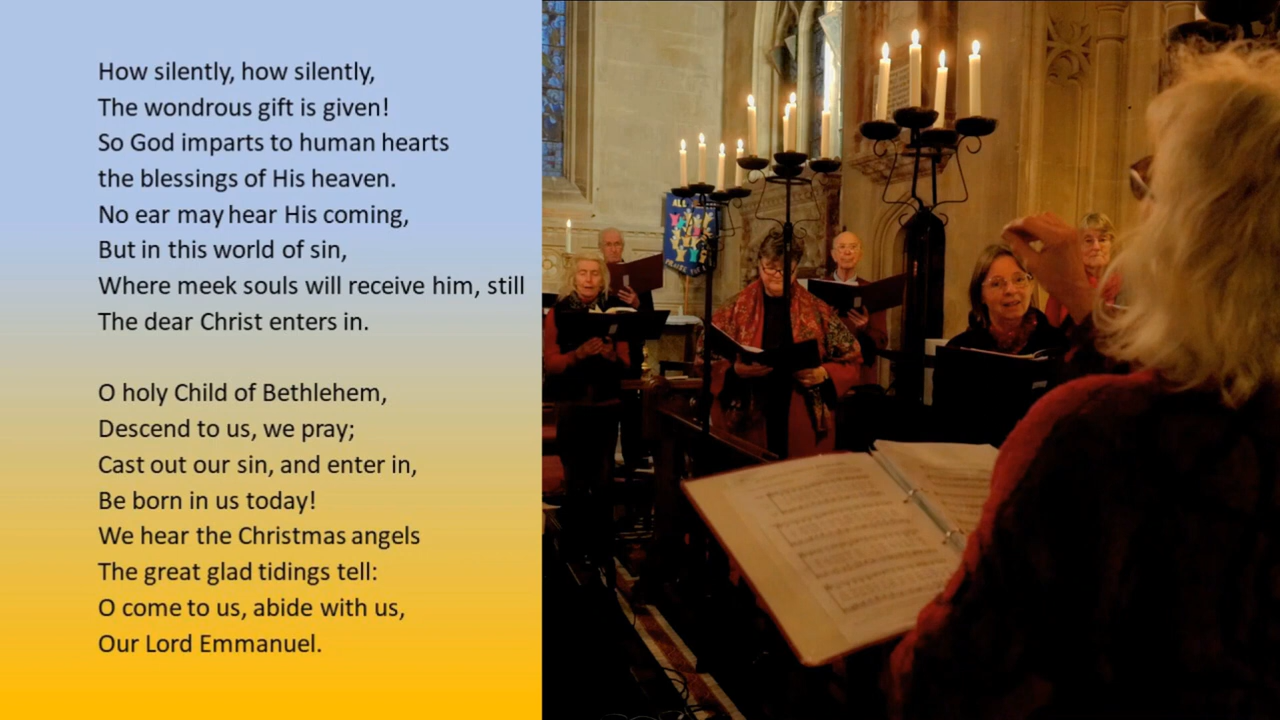 How silently, how silently,
The wondrous gift is given!
So God imparts to human hearts
the blessings of His heaven.
No ear may hear His coming,
But in this world of sin,
Where meek souls will receive him, still
The dear Christ enters in.
O holy Child of Bethlehem,
Descend to us, we pray;
Cast out our sin, and enter in,
Be born in us today!
We hear the Christmas angels
The great glad tidings tell:
O come to us, abide with us,
Our Lord Emmanuel.